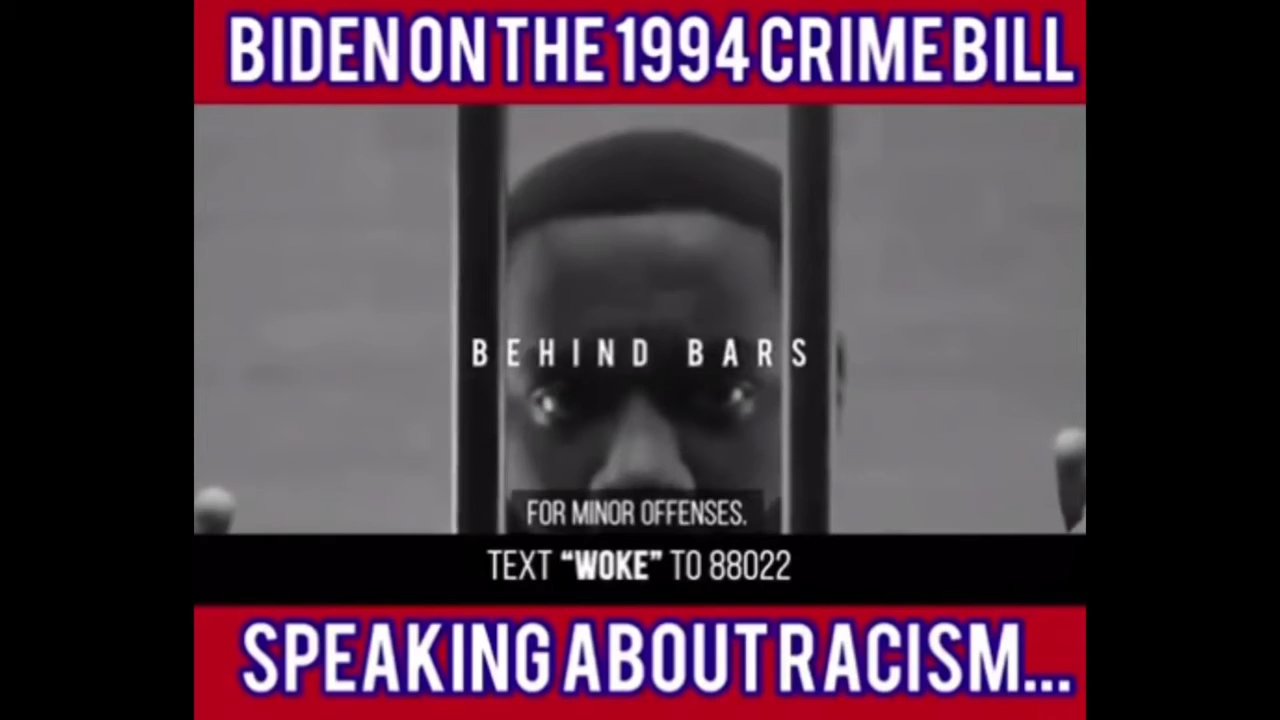 BIDEN ON THE 1994 CRIME BILL
BEHIND BARS
FOR MINOR OFFENSES.
TEXT “WOKE” TO 88022
SPEAKING ABOUT RACISM...